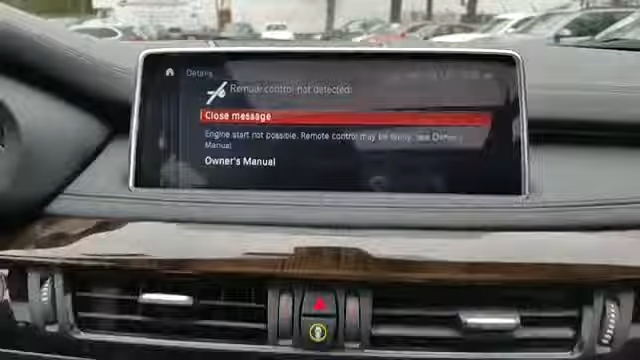 Details
Remote control not detected!
Close message
Engine start not possible. Remote control may be faulty, see Owner's
Manual
Owner's Manual